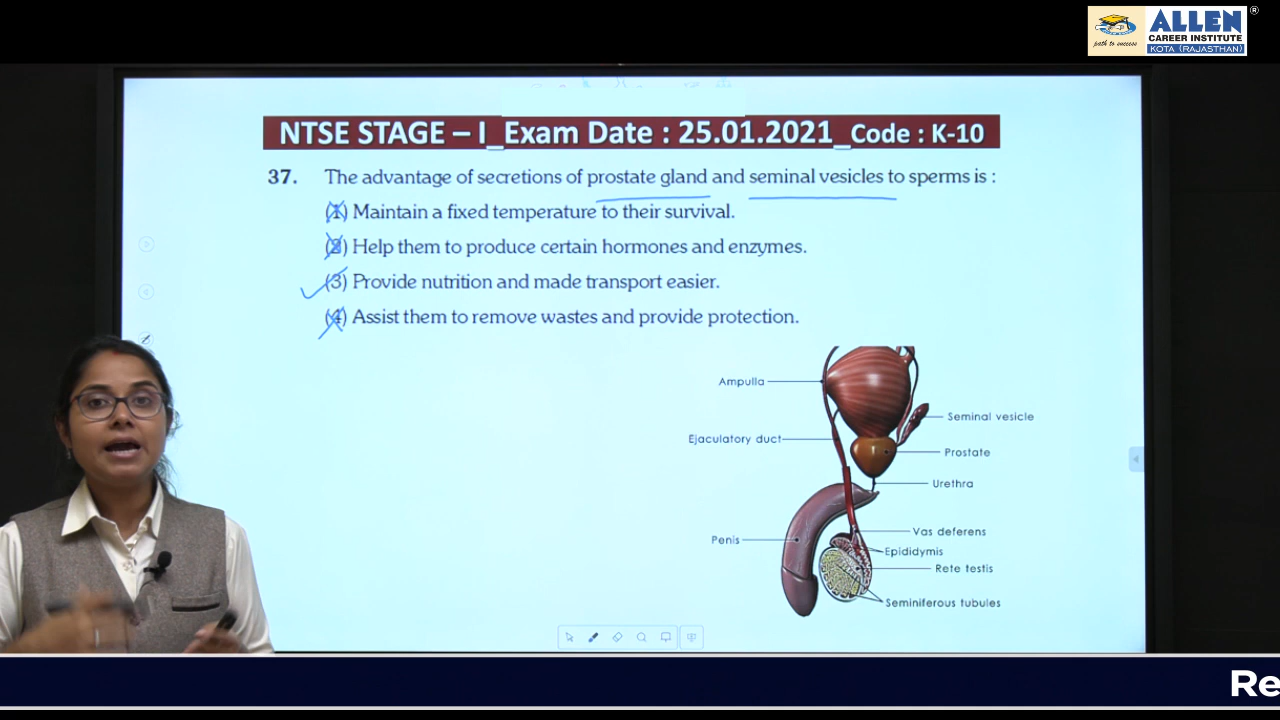 ALLEN ®
CAREER INSTITUTE
path to success
KOTA (RAJASTHAN)
NTSE STAGE – I_Exam Date : 25.01.2021_Code : K-10
37. The advantage of secretions of prostate gland and seminal vesicles to sperms is :
(1) Maintain a fixed temperature to their survival.
(2) Help them to produce certain hormones and enzymes.
(3) Provide nutrition and made transport easier.
(4) Assist them to remove wastes and provide protection.
Ampulla
Seminal vesicle
Ejaculatory duct
Prostate
Urethra
Vas deferens
Penis
Epididymis
Rete testis
Seminiferous tubules
Re